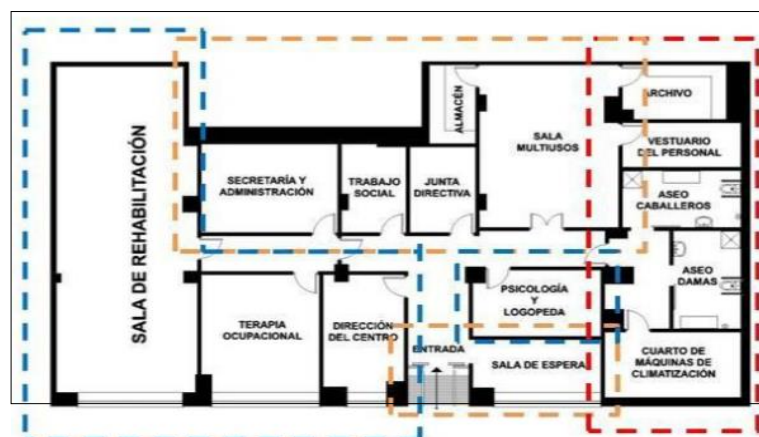 SALA DE REHABILITACIÓN
SECRETARÍA Y
ADMINISTRACIÓN
TRABAJO
SOCIAL
JUNTA
DIRECTIVA
ALMACÉN
SALA
MULTIUSOS
ARCHIVO
VESTUARIO
DEL PERSONAL
ASEO
CABALLEROS
ASEO
DAMAS
PSICOLOGÍA
Y
LOGOPEDA
TERAPIA
OCUPACIONAL
DIRECCIÓN
DEL CENTRO
ENTRADA
SALA DE ESPERA
CUARTO DE
MÁQUINAS DE
CLIMATIZACIÓN